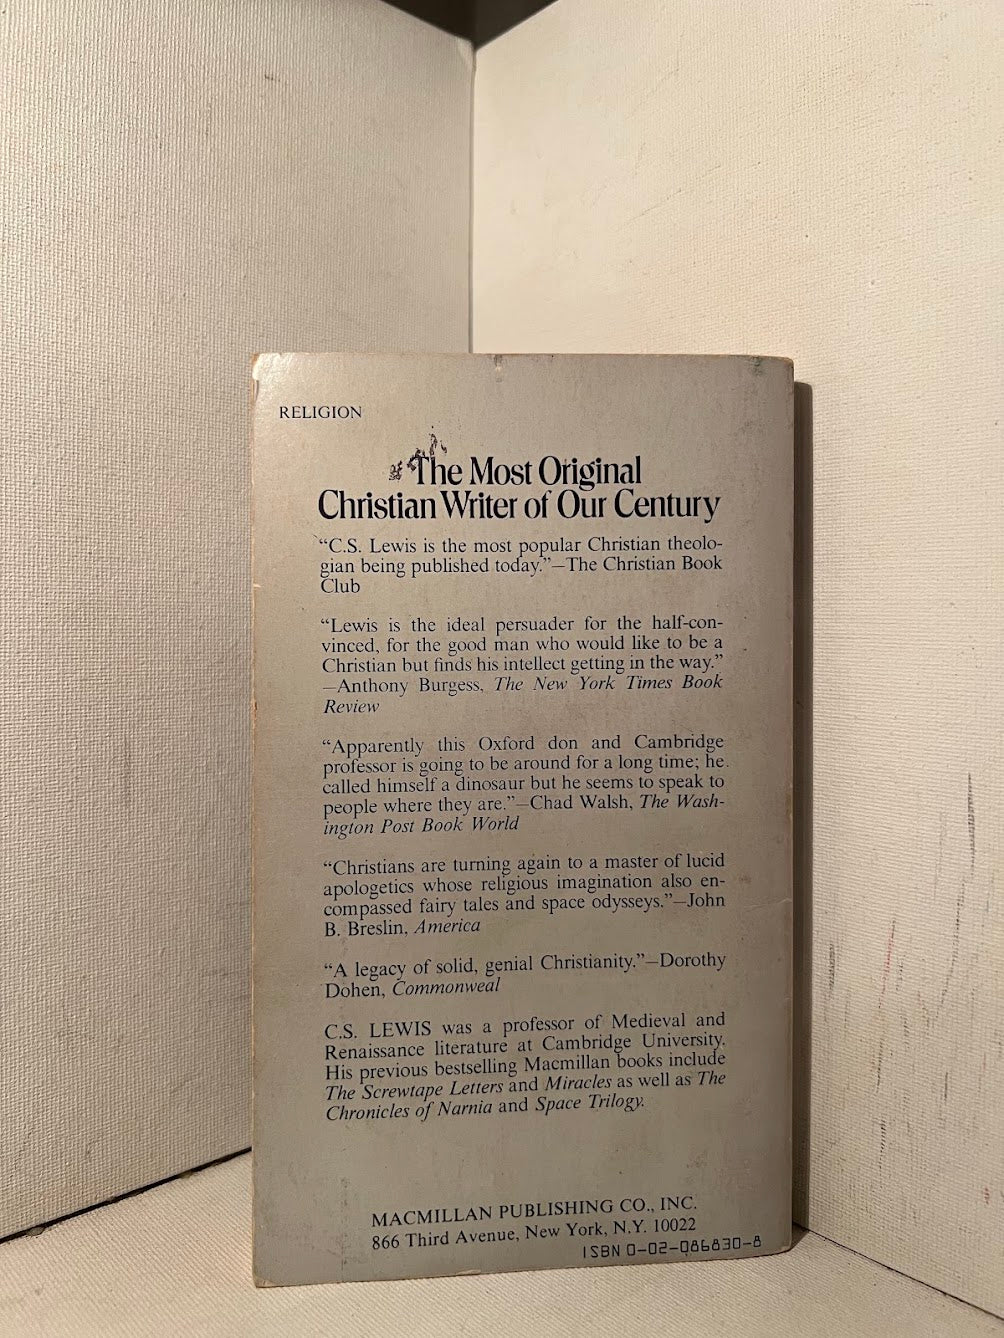 RELIGION
The Most Original
Christian Writer of Our Century
“C.S. Lewis is the most popular Christian theolo-
gian being published today.”—The Christian Book
Club
“Lewis is the ideal persuader for the half-con-
vinced, for the good man who would like to be a
Christian but finds his intellect getting in the way.”
—Anthony Burgess, The New York Times Book
Review
“Apparently this Oxford don and Cambridge
professor is going to be around for a long time; he
called himself a dinosaur but he seems to speak to
people where they are.”—Chad Walsh, The Wash-
ington Post Book World
“Christians are turning again to a master of lucid
apologetics whose religious imagination also en-
compassed fairy tales and space odysseys.”—John
B. Breslin, America
“A legacy of solid, genial Christianity.”—Dorothy
Dohen, Commonweal
C.S. LEWIS was a professor of Medieval and
Renaissance literature at Cambridge University.
His previous bestselling Macmillan books include
The Screwtape Letters and Miracles as well as The
Chronicles of Narnia and Space Trilogy.
MACMILLAN PUBLISHING CO., INC.
866 Third Avenue, New York, N.Y. 10022
ISBN 0-02-086830-8